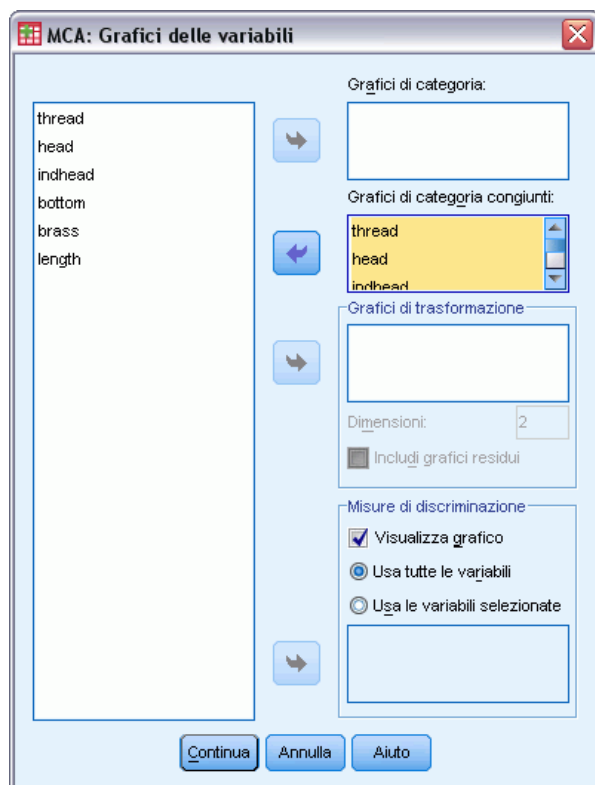 MCA: Grafici delle variabili
thread
head
indhead
bottom
brass
length
Grafici di categoria:
Grafici di categoria congiunti:
thread
head
indhead
Grafici di trasformazione
Dimensioni:
2
Includi grafici residui
Misure di discriminazione
Visualizza grafico
Usa tutte le variabili
Usa le variabili selezionate
Continua
Annulla
Aiuto